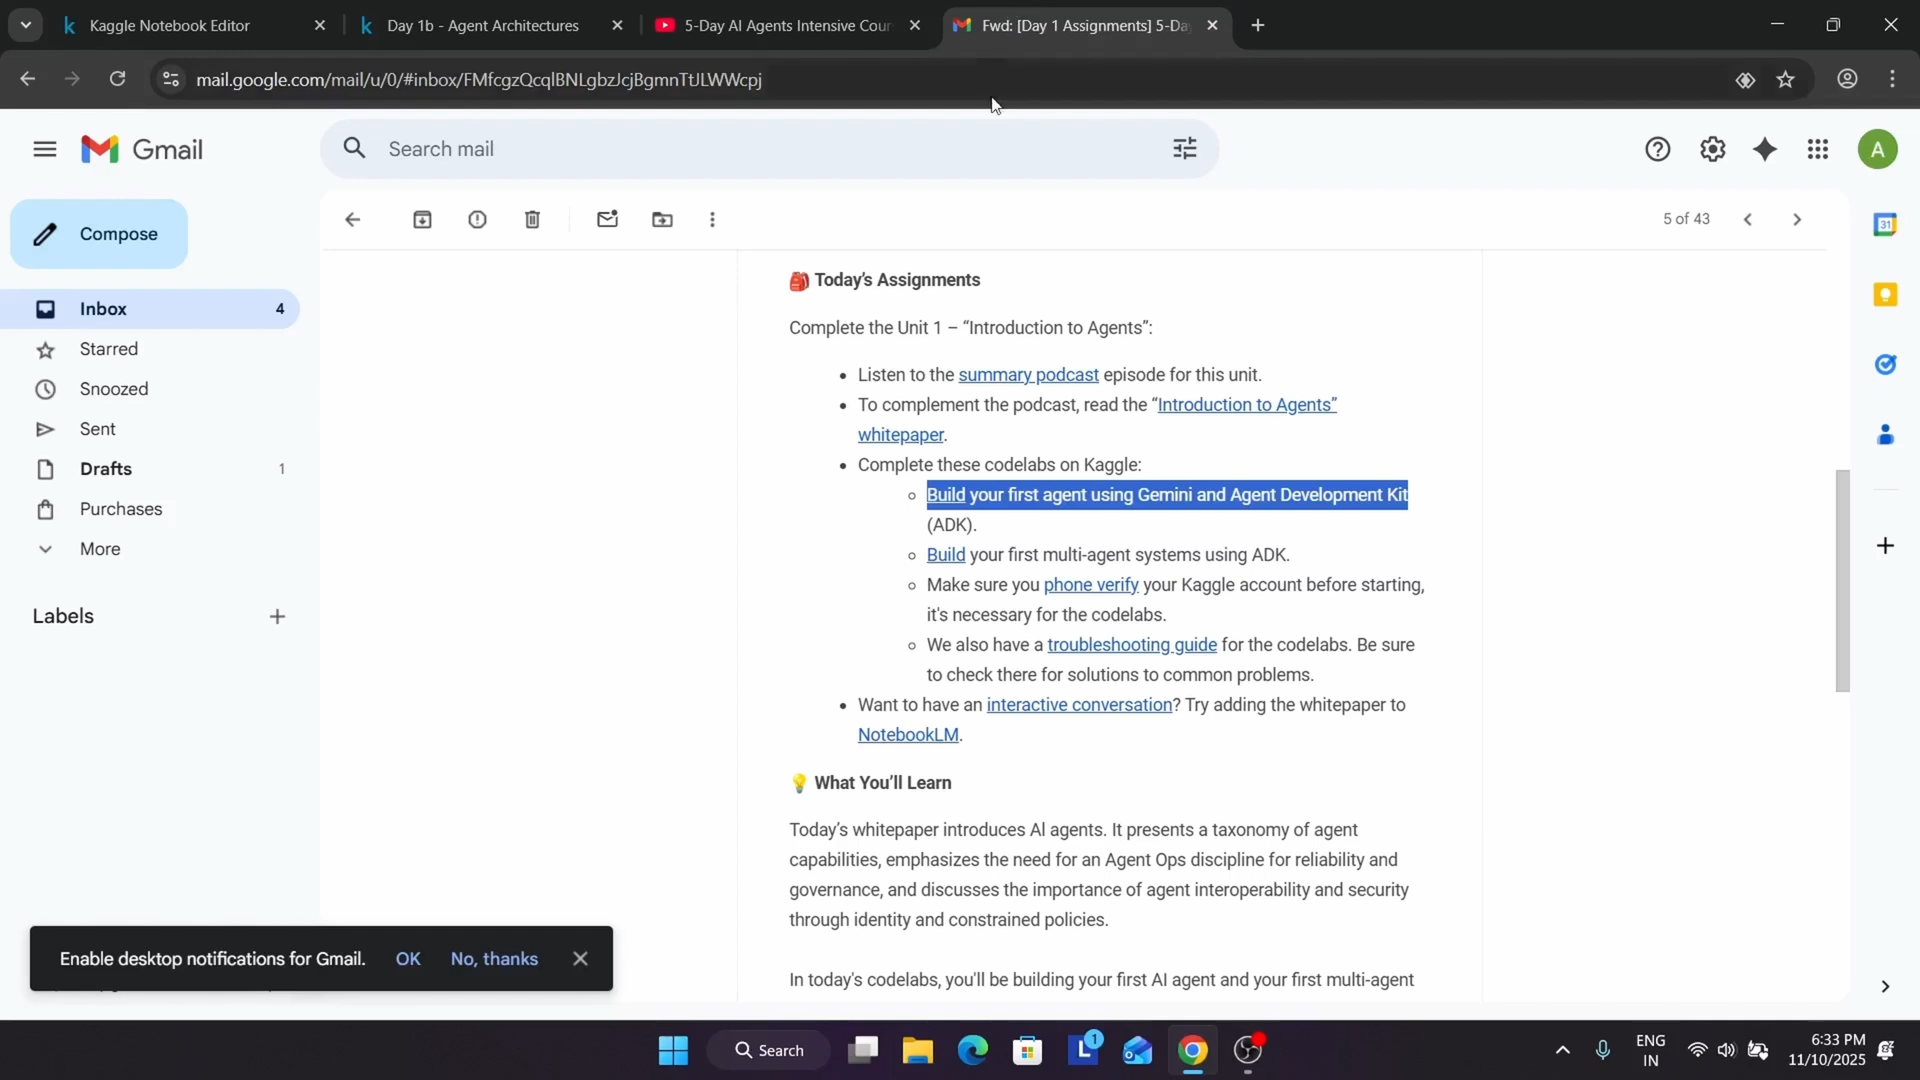 Kaggle Notebook Editor
Day 1b - Agent Architectures
5-Day AI Agents Intensive Cour
Fwd: [Day 1 Assignments] 5-Da
mail.google.com/mail/u/0/#inbox/FMfcgzQcqlBNLgbzJcjBgmnTtJLWWcpj
Gmail
Search mail
A
Compose
5 of 43
31
Inbox 4
Starred
Snoozed
Sent
Drafts 1
Purchases
More
Labels
🎒 Today’s Assignments
Complete the Unit 1 – “Introduction to Agents”:
• Listen to the summary podcast episode for this unit.
• To complement the podcast, read the “Introduction to Agents”
whitepaper.
• Complete these codelabs on Kaggle:
○ Build your first agent using Gemini and Agent Development Kit
(ADK).
○ Build your first multi-agent systems using ADK.
○ Make sure you phone verify your Kaggle account before starting,
it's necessary for the codelabs.
○ We also have a troubleshooting guide for the codelabs. Be sure
to check there for solutions to common problems.
• Want to have an interactive conversation? Try adding the whitepaper to
NotebookLM.
💡 What You’ll Learn
Today’s whitepaper introduces AI agents. It presents a taxonomy of agent
capabilities, emphasizes the need for an Agent Ops discipline for reliability and
governance, and discusses the importance of agent interoperability and security
through identity and constrained policies.
In today's codelabs, you'll be building your first AI agent and your first multi-agent
Enable desktop notifications for Gmail. OK No, thanks
Search
L 1
ENG
IN
6:33 PM
11/10/2025